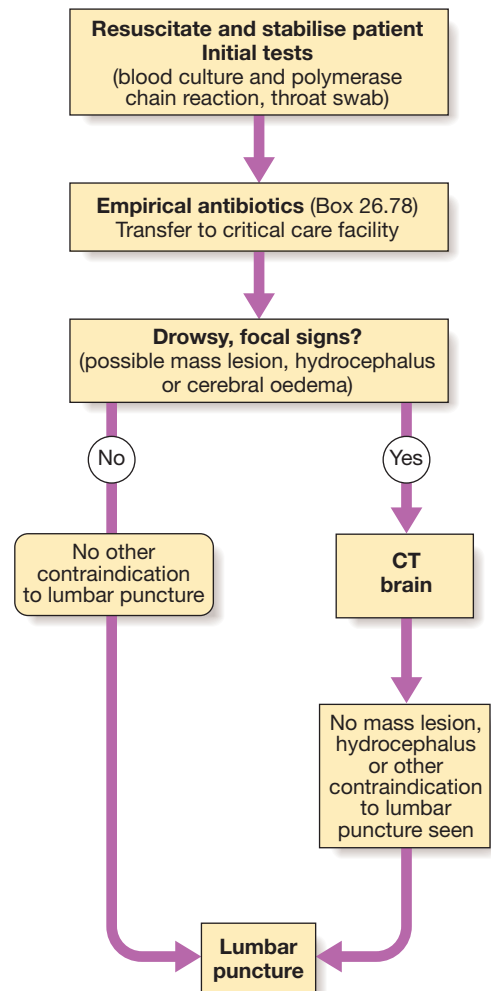 Resuscitate and stabilise patient
Initial tests
(blood culture and polymerase
chain reaction, throat swab)
Empirical antibiotics (Box 26.78)
Transfer to critical care facility
Drowsy, focal signs?
(possible mass lesion, hydrocephalus
or cerebral oedema)
No
Yes
No other
contraindication
to lumbar puncture
CT
brain
No mass lesion,
hydrocephalus
or other
contraindication
to lumbar
puncture seen
Lumbar
puncture